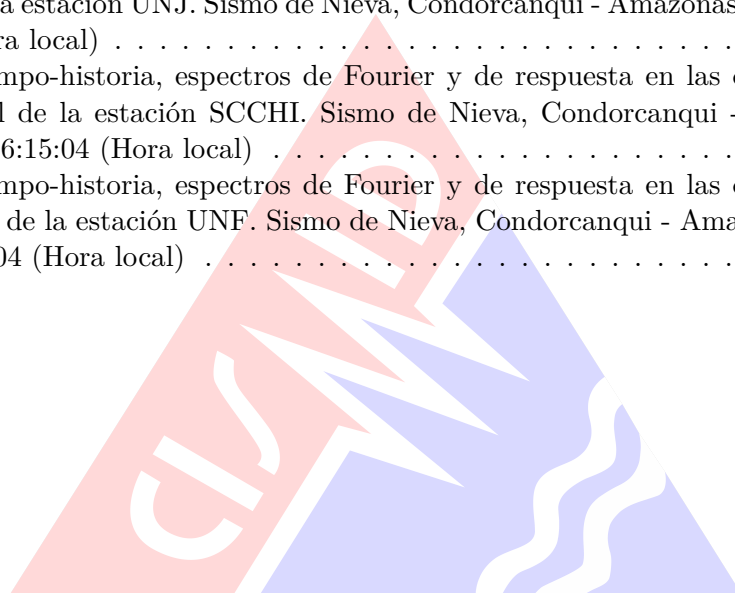 a estación UNJ. Sismo de Nieva, Condorcanqui - Amazonas
ra local) . . . . . . . . . . . . . . . . . . . . . . . . . . . .
mpo-historia, espectros de Fourier y de respuesta en las
l de la estación SCCHI. Sismo de Nieva, Condorcanqui -
6:15:04 (Hora local) . . . . . . . . . . . . . . . . . . . . .
mpo-historia, espectros de Fourier y de respuesta en las
de la estación UNF. Sismo de Nieva, Condorcanqui - Ama
04 (Hora local) . . . . . . . . . . . . . . . . . . . . . . . .
CISMID